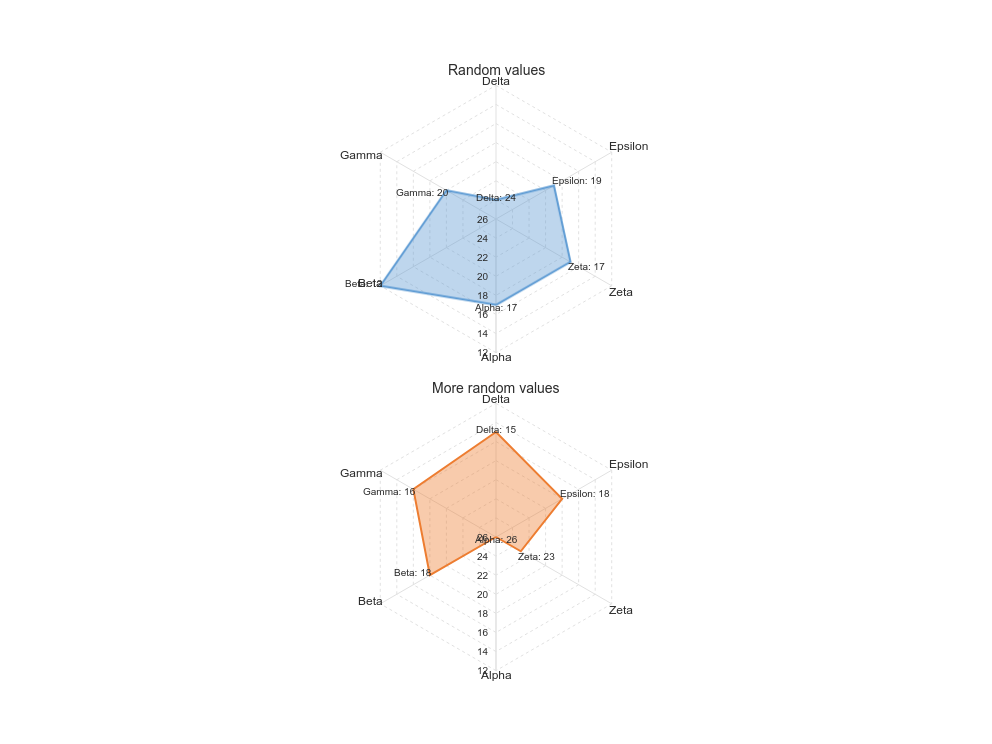 Random values
Delta
Epsilon
Gamma
Epsilon: 19
Gamma: 20
Delta: 24
26
24
22
Zeta: 17
20
Beta
Zeta
18
Alpha: 17
16
14
12
Alpha
More random values
Delta
Delta: 15
Epsilon
Gamma
Gamma: 16
Epsilon: 18
26
Alpha: 26
24
Zeta: 23
Beta: 18
22
20
Beta
Zeta
18
16
14
12
Alpha